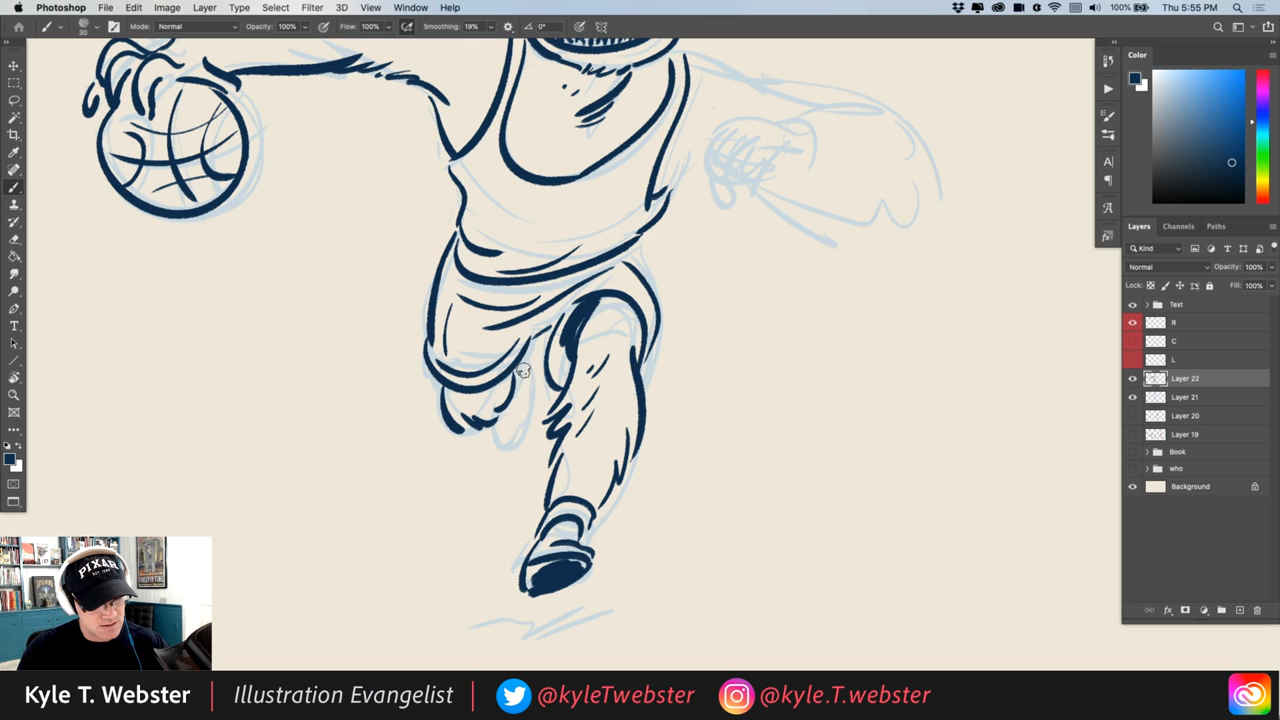 Photoshop File Edit Image Layer Type Select Filter 3D View Window Help
100% Thu 5:55 PM
30 Mode: Normal Opacity: 100% Flow: 100% Smoothing: 19% 0°
Color
Layers Channels Paths
Kind
Normal Opacity: 100%
Lock: Fill: 100%
Text
R
C
L
Layer 22
Layer 21
Layer 20
Layer 19
Book
who
Background
PIXAR
Kyle T. Webster | Illustration Evangelist @kyleTwebster @kyle.T.webster